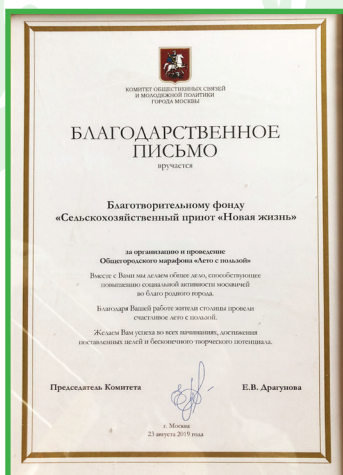 КОМИТЕТ ОБЩЕСТВЕННЫХ СВЯЗЕЙ
И МОЛОДЕЖНОЙ ПОЛИТИКИ
ГОРОДА МОСКВЫ
БЛАГОДАРСТВЕННОЕ
ПИСЬМО
вручается
Благотворительному фонду
«Сельскохозяйственный приют «Новая жизнь»
за организацию и проведение
Общегородского марафона «Лето с пользой»
Вместе с Вами мы делаем общее дело, способствующее
повышению социальной активности москвичей
во благо родного города.
Благодаря Вашей работе жители столицы провели
счастливое лето с пользой.
Желаем Вам успеха во всех начинаниях, достижения
поставленных целей и бесконечного творческого потенциала.
Председатель Комитета Е.В. Драгунова
г. Москва
23 августа 2019 года